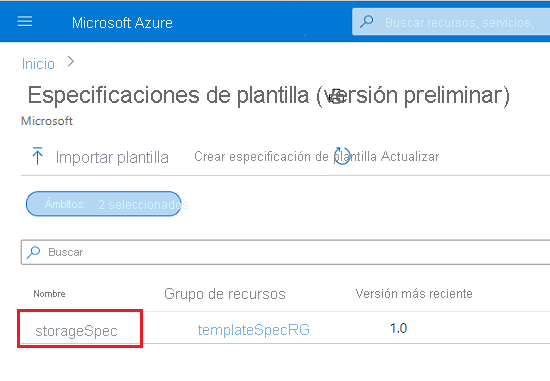 Microsoft Azure
Buscar recursos, servicios,
Inicio
Especificaciones de plantilla (versión preliminar)
Microsoft
Importar plantilla
Crear especificación de plantilla Actualizar
Ámbitos: 2 seleccionados
Buscar
Nombre Grupo de recursos Versión más reciente
storageSpec templateSpecRG 1.0